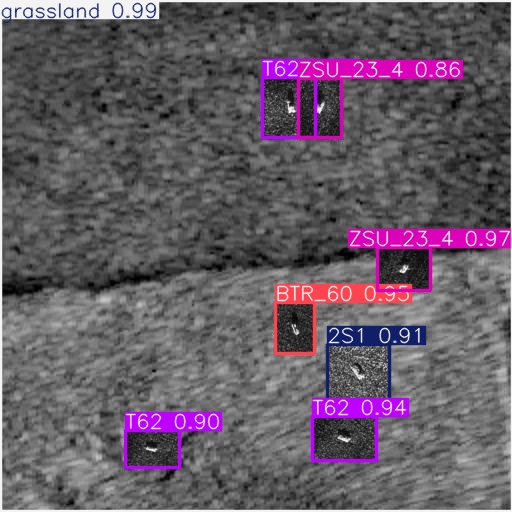 grassland 0.99
T62
ZSU_23_4 0.86
ZSU_23_4 0.97
BTR_60 0.95
2S1 0.91
T62 0.94
T62 0.90